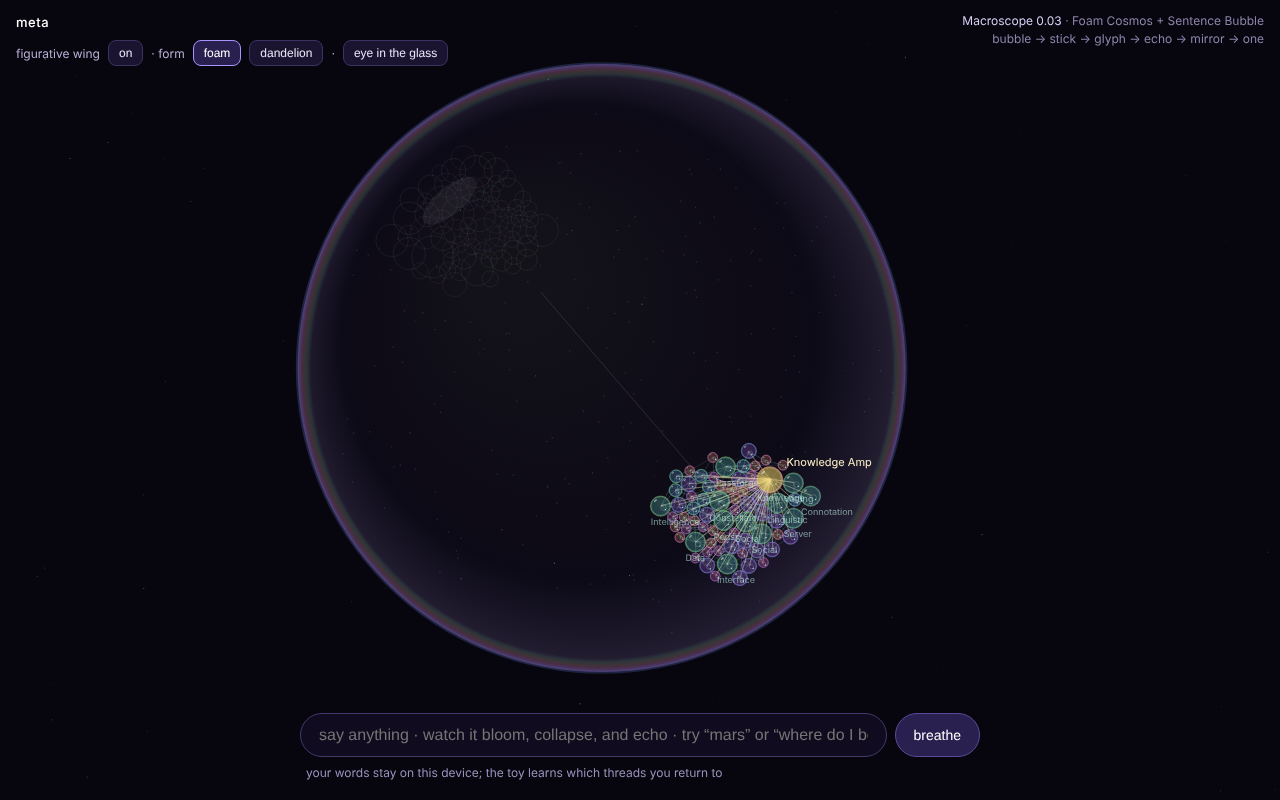 meta
figurative wing on · form foam dandelion · eye in the glass
Macroscope 0.03 · Foam Cosmos + Sentence Bubble
bubble → stick → glyph → echo → mirror → one
Knowledge Amp
Connotation
Linguistic
Server
Social
Social
Data
Interface
say anything · watch it bloom, collapse, and echo · try “mars” or “where do I b
breathe
your words stay on this device; the toy learns which threads you return to